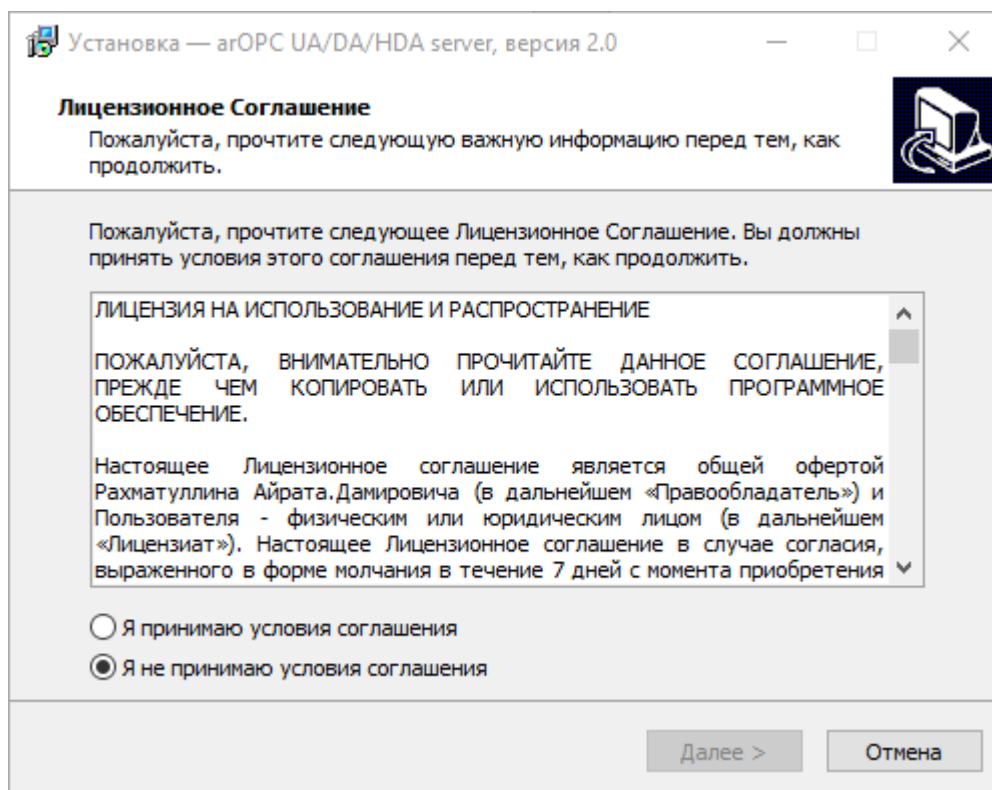 Установка — arOPC UA/DA/HDA server, версия 2.0
Лицензионное Соглашение
Пожалуйста, прочтите следующую важную информацию перед тем, как
продолжить.
Пожалуйста, прочтите следующее Лицензионное Соглашение. Вы должны
принять условия этого соглашения перед тем, как продолжить.
ЛИЦЕНЗИЯ НА ИСПОЛЬЗОВАНИЕ И РАСПРОСТРАНЕНИЕ
ПОЖАЛУЙСТА, ВНИМАТЕЛЬНО ПРОЧИТАЙТЕ ДАННОЕ СОГЛАШЕНИЕ,
ПРЕЖДЕ ЧЕМ КОПИРОВАТЬ ИЛИ ИСПОЛЬЗОВАТЬ ПРОГРАММНОЕ
ОБЕСПЕЧЕНИЕ.
Настоящее Лицензионное соглашение является общей офертой
Рахматуллина Айрата.Дамировича (в дальнейшем «Правообладатель») и
Пользователя - физическим или юридическим лицом (в дальнейшем
«Лицензиат»). Настоящее Лицензионное соглашение в случае согласия,
выраженного в форме молчания в течение 7 дней с момента приобретения
Я принимаю условия соглашения
Я не принимаю условия соглашения
Далее >
Отмена